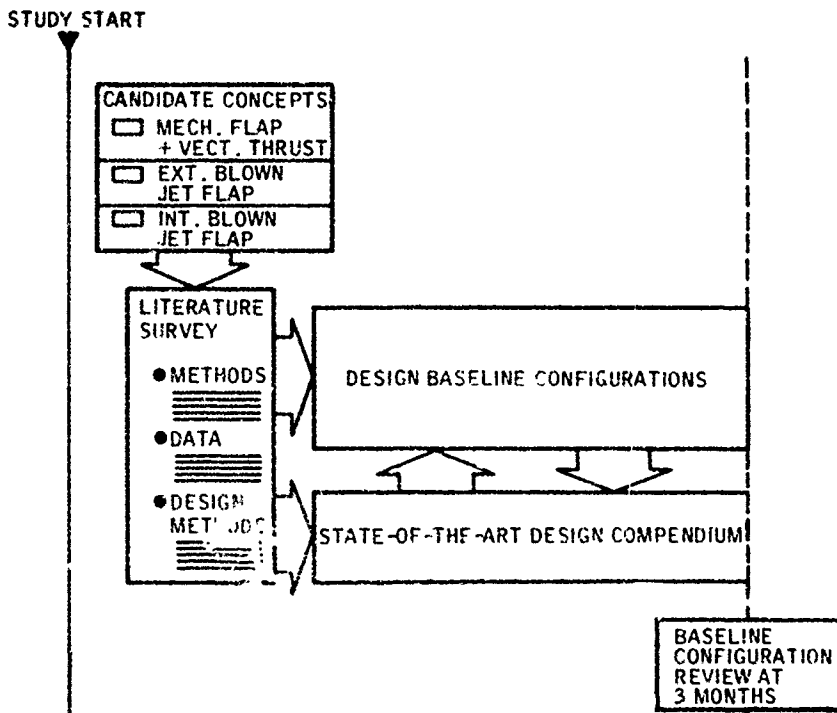 STUDY START
CANDIDATE CONCEPTS
MECH. FLAP
+ VECT. THRUST
EXT. BLOWN
JET FLAP
INT. BLOWN
JET FLAP
LITERATURE
SURVEY
●METHODS
●DATA
●DESIGN
METHODS
DESIGN BASELINE CONFIGURATIONS
STATE-OF-THE-ART DESIGN COMPENDIUM
BASELINE
CONFIGURATION
REVIEW AT
3 MONTHS